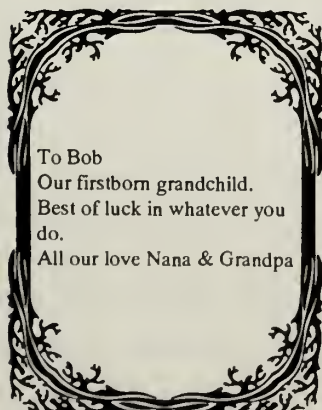 To Bob
Our firstborn grandchild.
Best of luck in whatever you
do.
All our love Nana & Grandpa